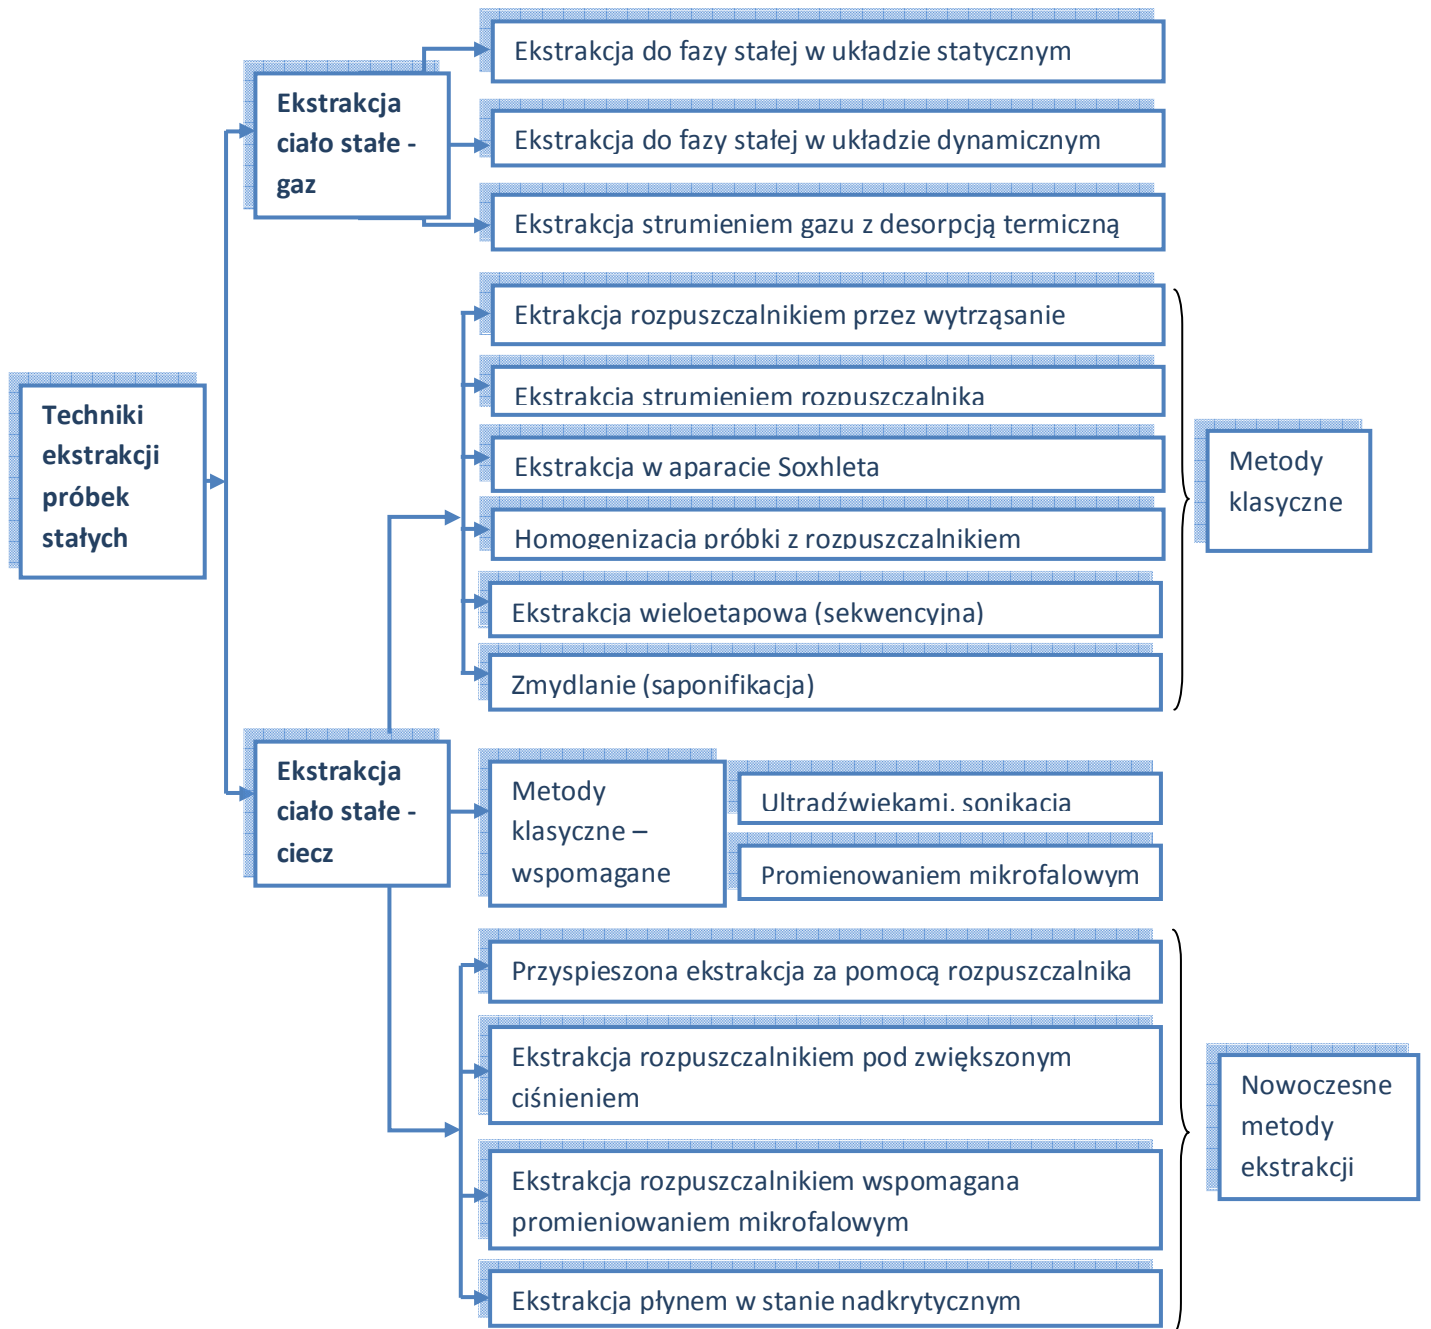 Ekstrakcja do fazy stałej w układzie statycznym
Ekstrakcja
ciało stałe -
gaz
Ekstrakcja do fazy stałej w układzie dynamicznym
Ekstrakcja strumieniem gazu z desorpcją termiczną
Ektrakcja rozpuszczalnikiem przez wytrząsanie
Ekstrakcja strumieniem rozpuszczalnika
Ekstrakcja w aparacie Soxhleta
Homogenizacja próbki z rozpuszczalnikiem
Ekstrakcja wieloetapowa (sekwencyjna)
Zmydlanie (saponifikacja)
Metody
klasyczne
Techniki
ekstrakcji
próbek
stałych
Ekstrakcja
ciało stałe -
ciecz
Metody
klasyczne –
wspomagane
Ultradźwiękami, sonikacja
Promienowaniem mikrofalowym
Przyspieszona ekstrakcja za pomocą rozpuszczalnika
Ekstrakcja rozpuszczalnikiem pod zwiększonym
ciśnieniem
Ekstrakcja rozpuszczalnikiem wspomagana
promieniowaniem mikrofalowym
Ekstrakcja płynem w stanie nadkrytycznym
Nowoczesne
metody
ekstrakcji